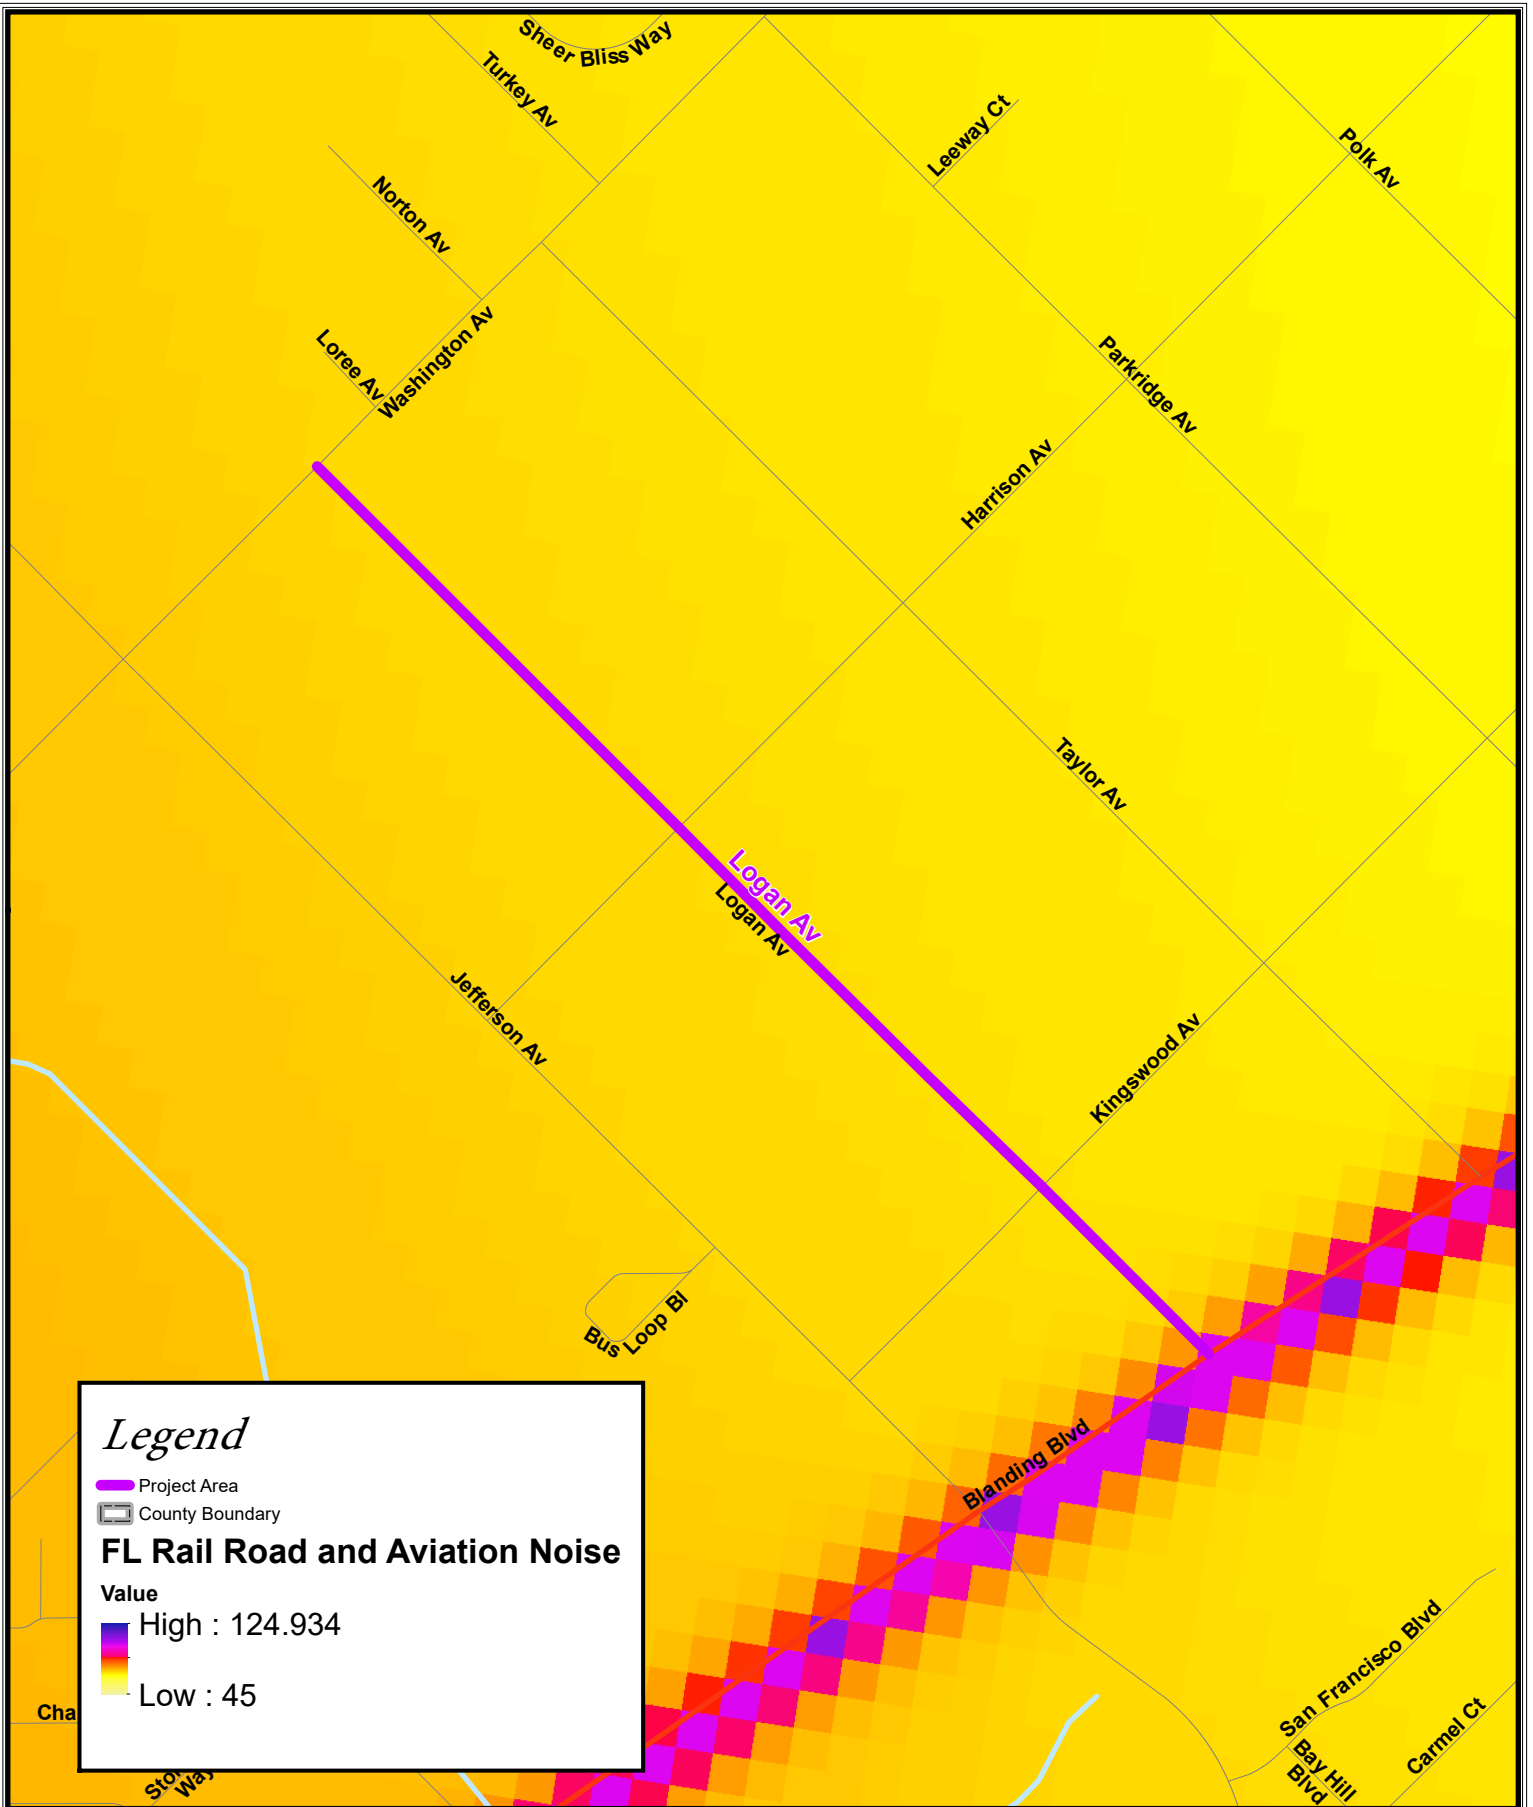 Sheer Bliss Way
Turkey Av
Leeway Ct
Polk Av
Norton Av
Washington Av
Loree Av
Parkridge Av
Harrison Av
Taylor Av
Logan Av
Logan Av
Jefferson Av
Kingswood Av
Bus Loop Bl
Blanding Blvd
Legend
Project Area
County Boundary
FL Rail Road and Aviation Noise
Value
High : 124.934
Low : 45
San Francisco Blvd
Carmel Ct
Bay Hill
Blvd
Cha
Way